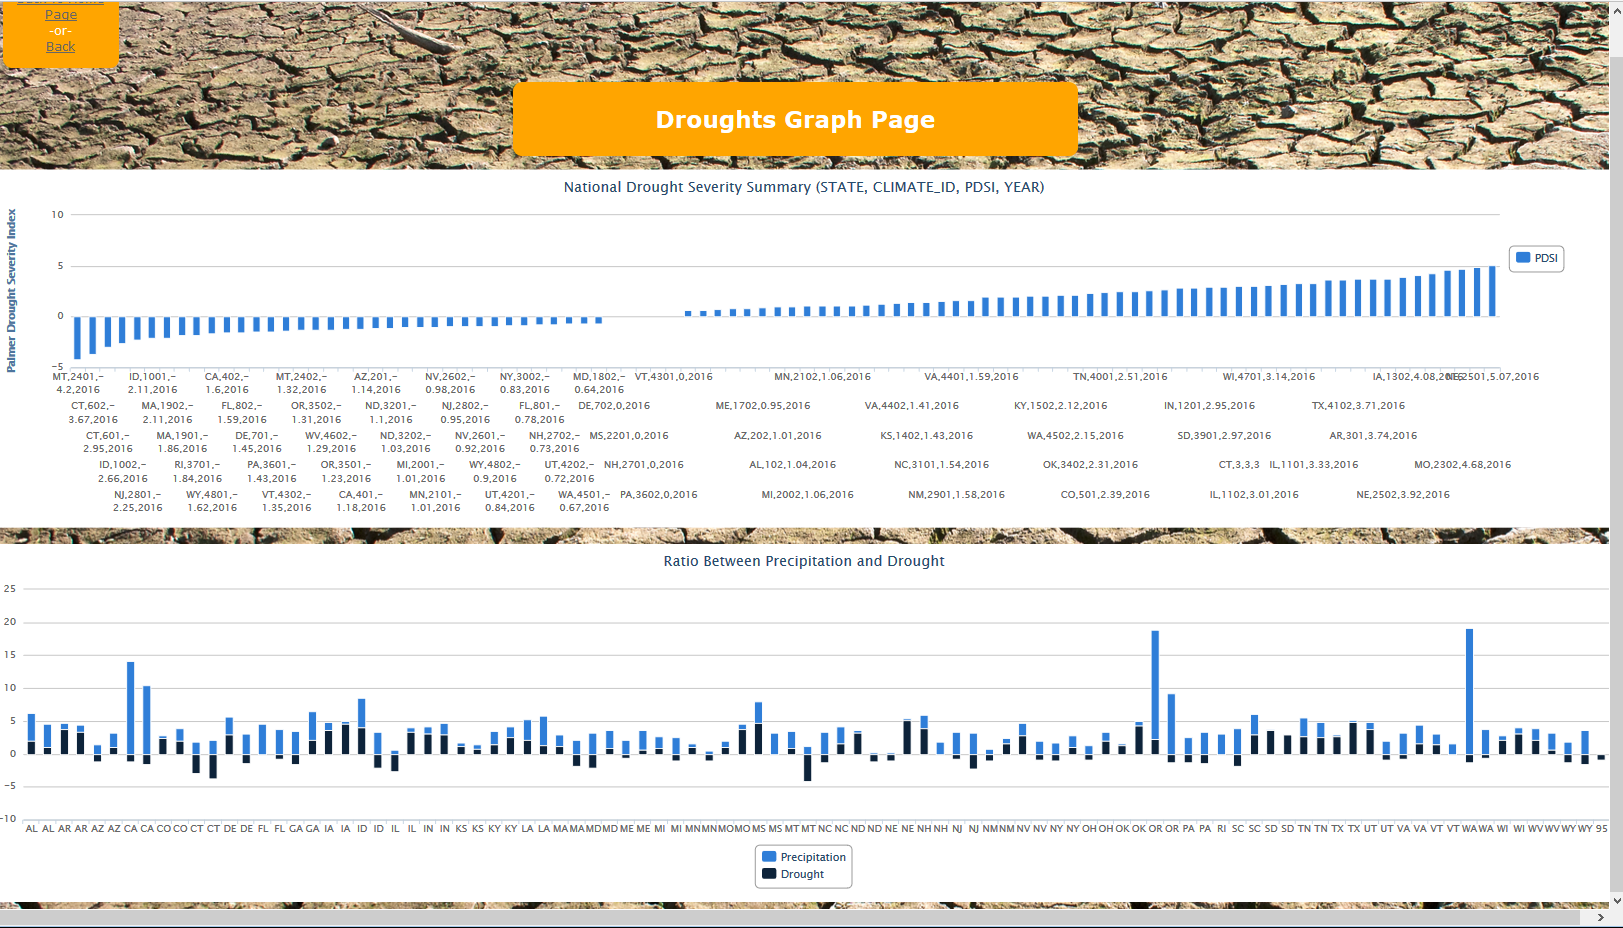 Page
-or-
Back
Droughts Graph Page
National Drought Severity Summary (STATE, CLIMATE_ID, PDSI, YEAR)
Palmer Drought Severity Index
10
5
0
−5
PDSI
MT,2401,−4.2,2016
ID,1001,−2.11,2016
CA,402,−1.6,2016
MT,2402,−1.32,2016
AZ,201,−1.14,2016
NV,2602,−0.98,2016
NY,3002,−0.83,2016
MD,1802,−0.64,2016
VT,4301,0,2016
MN,2102,1.06,2016
VA,4401,1.59,2016
TN,4001,2.51,2016
WI,4701,3.14,2016
IA,1302,4.08,2016
NE,2501,5.07,2016
CT,602,−3.67,2016
MA,1902,−2.11,2016
FL,802,−1.59,2016
OR,3502,−1.31,2016
ND,3201,−1.1,2016
NJ,2802,−0.95,2016
FL,801,−0.78,2016
DE,702,0,2016
ME,1702,0.95,2016
VA,4402,1.41,2016
KY,1502,2.12,2016
IN,1201,2.95,2016
TX,4102,3.71,2016
CT,601,−2.95,2016
MA,1901,−1.86,2016
DE,701,−1.45,2016
WV,4602,−1.29,2016
ND,3202,−1.03,2016
NV,2601,−0.92,2016
NH,2702,−0.73,2016
MS,2201,0,2016
AZ,202,1.01,2016
KS,1402,1.43,2016
WA,4502,2.15,2016
SD,3901,2.97,2016
AR,301,3.74,2016
ID,1002,−2.66,2016
RI,3701,−1.84,2016
PA,3601,−1.43,2016
OR,3501,−1.23,2016
MI,2001,−1.01,2016
WY,4802,−0.9,2016
UT,4202,−0.72,2016
NH,2701,0,2016
AL,102,1.04,2016
NC,3101,1.54,2016
OK,3402,2.31,2016
CT,3,3,3
IL,1101,3.33,2016
MO,2302,4.68,2016
NJ,2801,−2.25,2016
WY,4801,−1.62,2016
VT,4302,−1.35,2016
CA,401,−1.18,2016
MN,2101,−1.01,2016
UT,4201,−0.84,2016
WA,4501,−0.67,2016
PA,3602,0,2016
MI,2002,1.06,2016
NM,2901,1.58,2016
CO,501,2.39,2016
IL,1102,3.01,2016
NE,2502,3.92,2016
Ratio Between Precipitation and Drought
25
20
15
10
5
0
−5
−10
AL AL AR AR AZ AZ CA CA CO CO CT CT DE DE FL FL GA GA IA IA ID ID IL IL IN IN KS KS KY KY LA LA MA MA MD MD ME ME MI MI MN MN MO MO MS MS MT MT NC NC ND ND NE NE NH NH NJ NJ NM NM NV NV NY NY OH OH OK OK OR OR PA PA RI SC SC SD SD TN TN TX TX UT UT VA VA VT VT WA WA WI WI WV WV WY WY 95
Precipitation
Drought